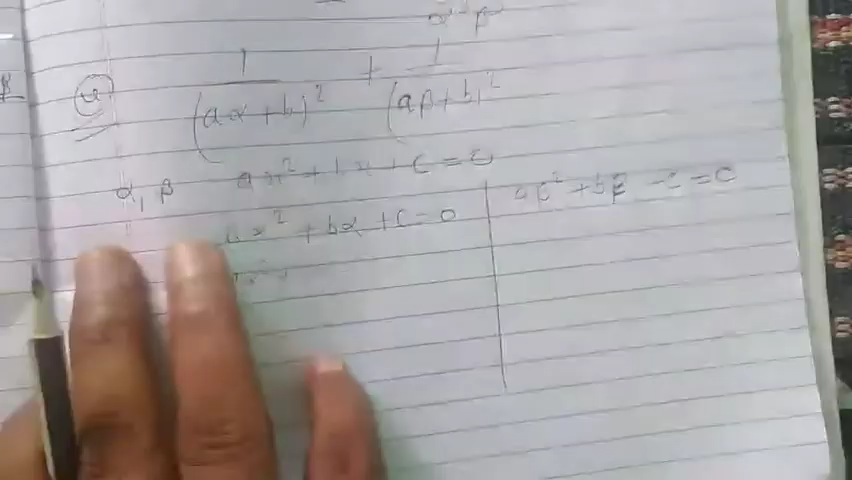 α β
(v) 1/(aα+b)² + 1/(aβ+b)²
α, β ax²+bx+c=0
aα²+bα+c=0 | aβ²+bβ+c=0